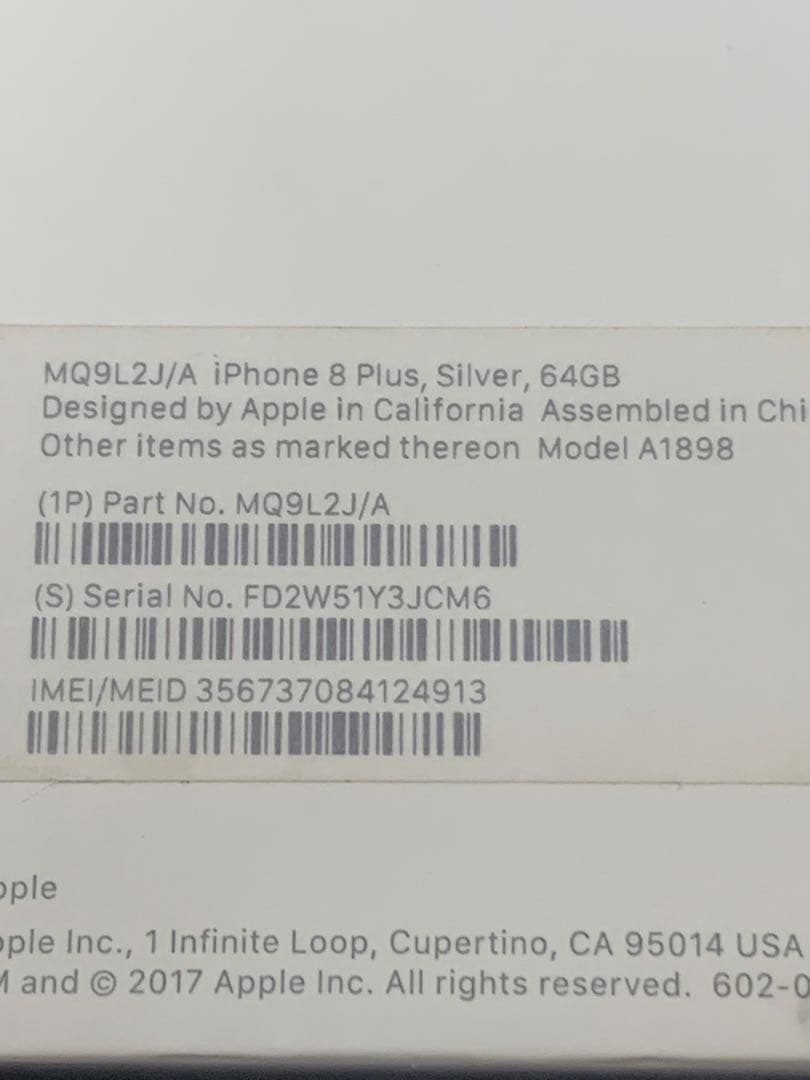 MQ9L2J/A iPhone 8 Plus, Silver, 64GB
Designed by Apple in California Assembled in Chi
Other items as marked thereon Model A1898
(1P) Part No. MQ9L2J/A
(S) Serial No. FD2W51Y3JCM6
IMEI/MEID 356737084124913
pple
pple Inc., 1 Infinite Loop, Cupertino, CA 95014 USA
and © 2017 Apple Inc. All rights reserved. 602-0